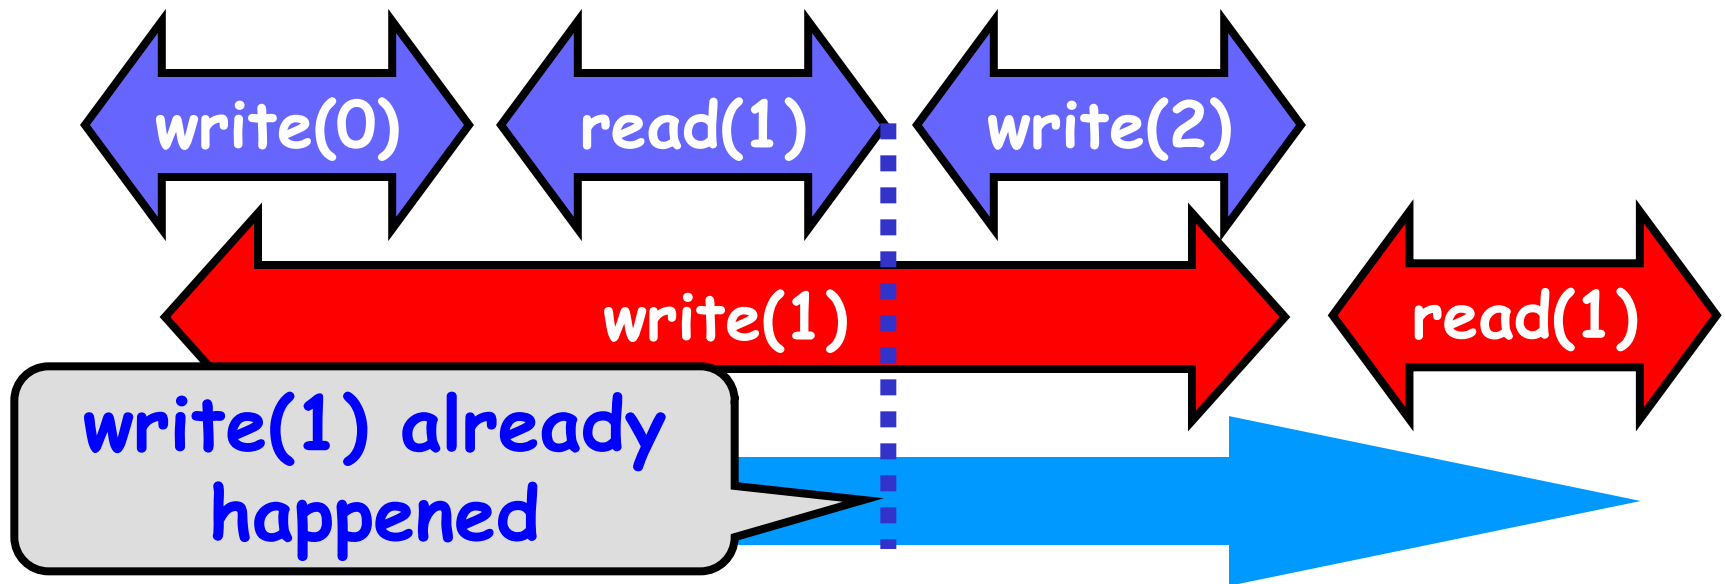 write(0) read(1) write(2)
write(1) read(1)
write(1) already
happened